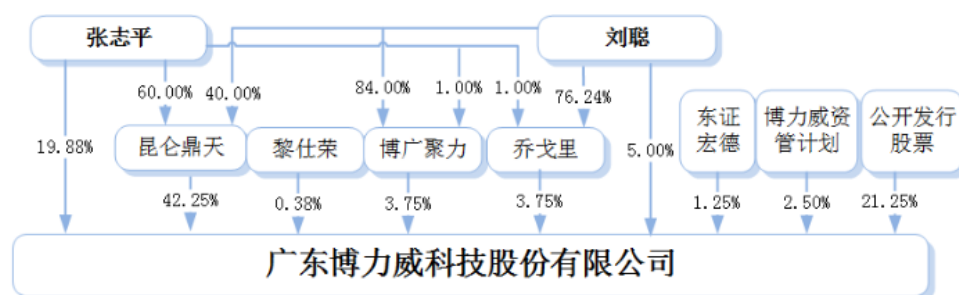 张志平
刘聪
60.00%
40.00%
84.00%
1.00%
1.00%
76.24%
19.88%
昆仑鼎天
黎仕荣
博广聚力
乔戈里
5.00%
东证
宏德
博力威资
管计划
公开发行
股票
42.25%
0.38%
3.75%
3.75%
1.25%
2.50%
21.25%
广东博力威科技股份有限公司